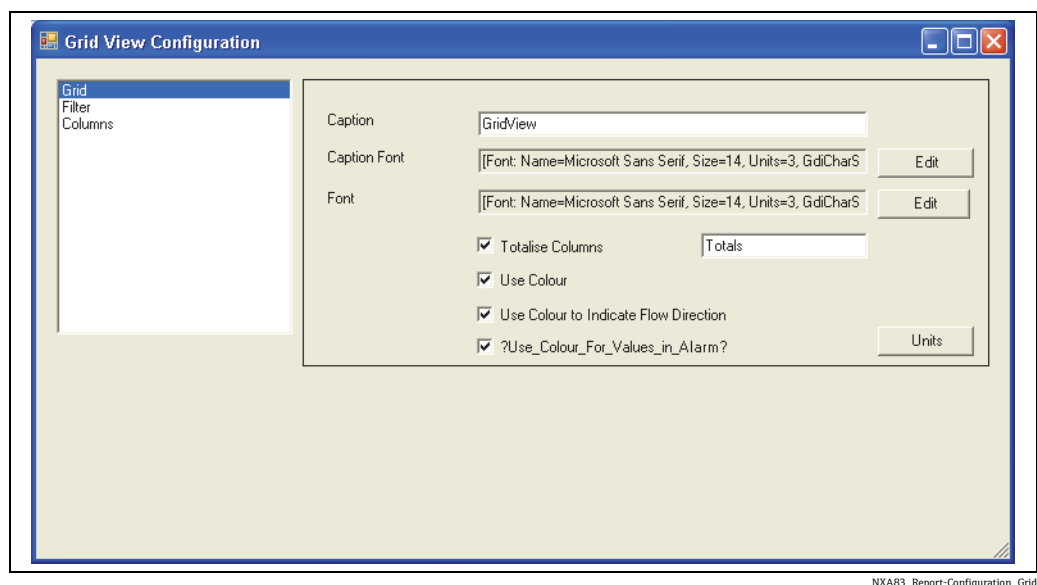 Grid View Configuration
Grid
Filter
Columns
Caption
GridView
Caption Font
[Font: Name=Microsoft Sans Serif, Size=14, Units=3, GdiCharS
Edit
Font
[Font: Name=Microsoft Sans Serif, Size=14, Units=3, GdiCharS
Edit
Totalise Columns
Totals
Use Colour
Use Colour to Indicate Flow Direction
?Use_Colour_For_Values_in_Alarm?
Units
NXA83_Report-Configuration_Grid